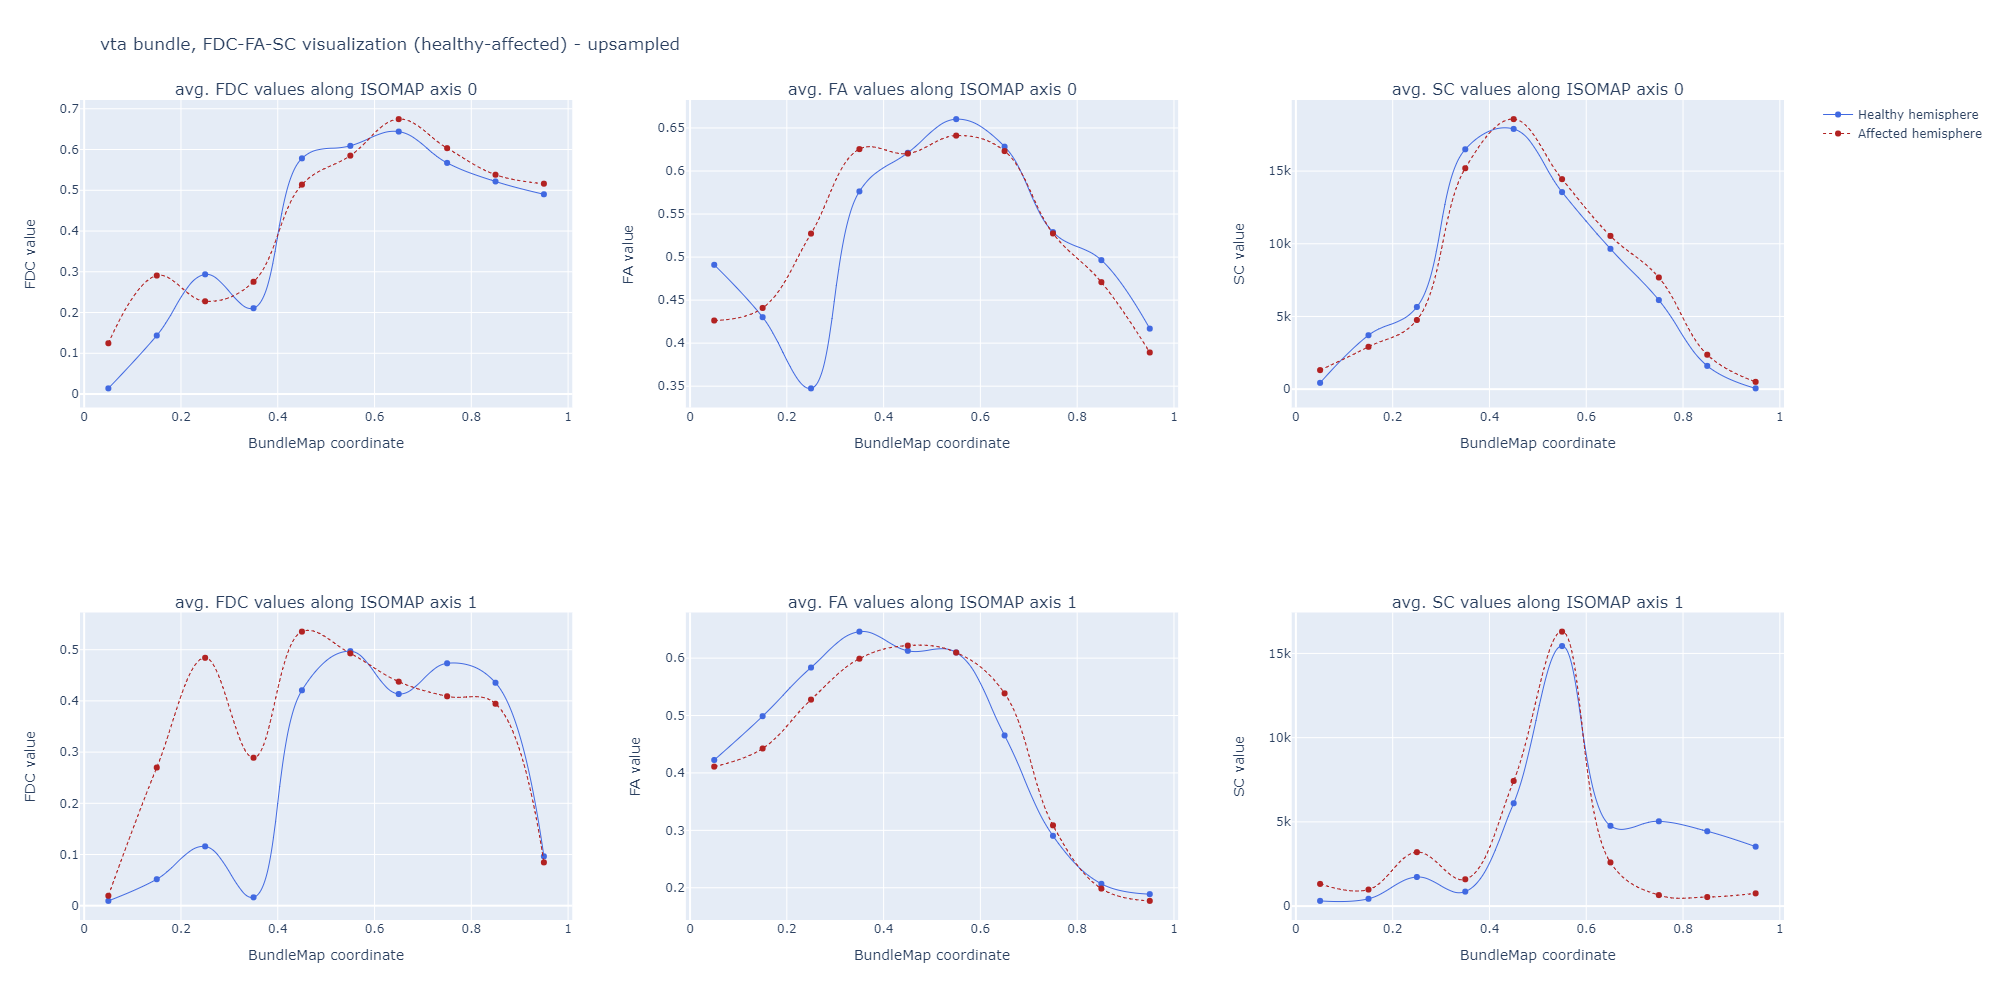 vta bundle, FDC-FA-SC visualization (healthy-affected) - upsampled
avg. FDC values along ISOMAP axis 0
avg. FA values along ISOMAP axis 0
avg. SC values along ISOMAP axis 0
Healthy hemisphere
Affected hemisphere
FDC value
0.7
0.6
0.5
0.4
0.3
0.2
0.1
0
0 0.2 0.4 0.6 0.8 1
BundleMap coordinate
FA value
0.65
0.6
0.55
0.5
0.45
0.4
0.35
0 0.2 0.4 0.6 0.8 1
BundleMap coordinate
SC value
15k
10k
5k
0
0 0.2 0.4 0.6 0.8 1
BundleMap coordinate
avg. FDC values along ISOMAP axis 1
avg. FA values along ISOMAP axis 1
avg. SC values along ISOMAP axis 1
FDC value
0.5
0.4
0.3
0.2
0.1
0
0 0.2 0.4 0.6 0.8 1
BundleMap coordinate
FA value
0.6
0.5
0.4
0.3
0.2
0 0.2 0.4 0.6 0.8 1
BundleMap coordinate
SC value
15k
10k
5k
0
0 0.2 0.4 0.6 0.8 1
BundleMap coordinate